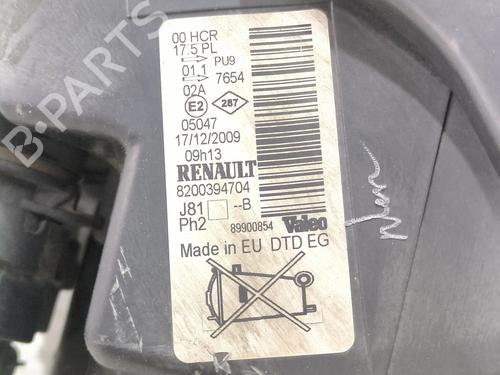 00 HCR
17.5 PL
PU9
01.1 7654
02A
E2 287
05047
17/12/2009
09h13
RENAULT
8200394704
J81 --B
Ph2 89900854 Valeo
Made in EU DTD EG
B-PARTS